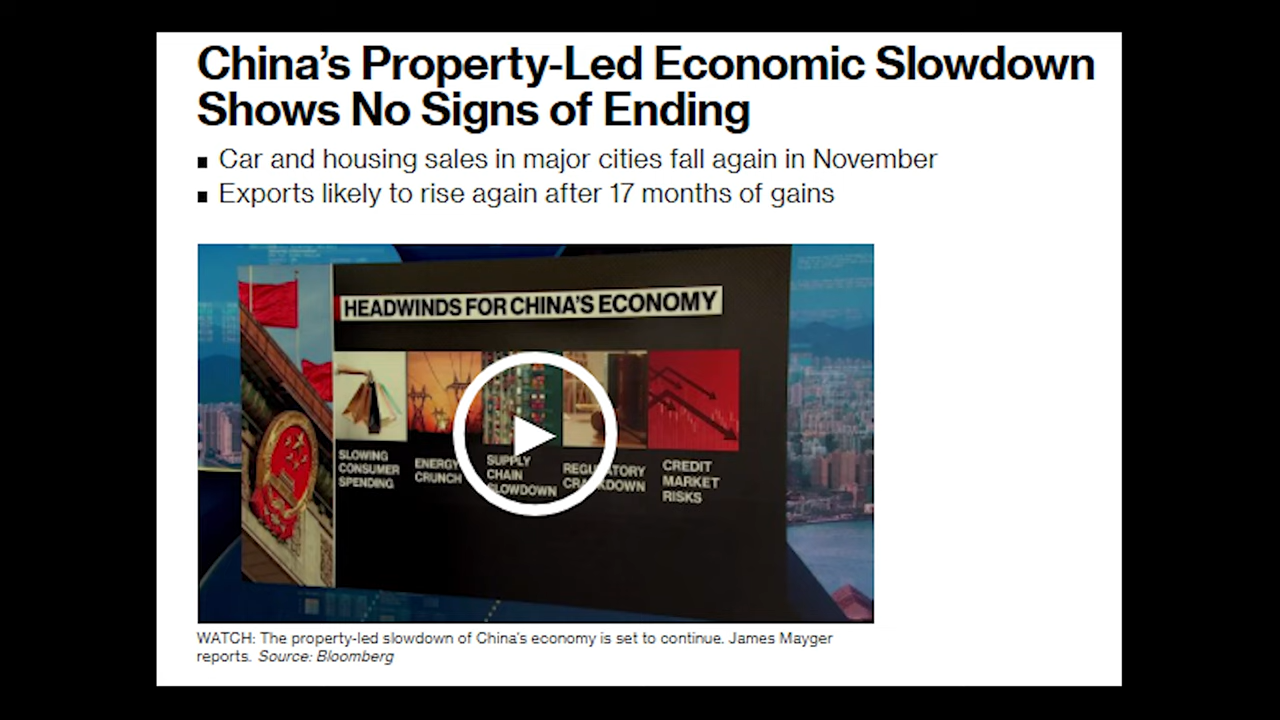 China's Property-Led Economic Slowdown
Shows No Signs of Ending
Car and housing sales in major cities fall again in November
Exports likely to rise again after 17 months of gains
HEADWINDS FOR CHINA'S ECONOMY
SLOWING
CONSUMER
SPENDING
ENERGY
CRUNCH
SUPPLY
CHAIN
SLOWDOWN
REGULATORY
CRACKDOWN
CREDIT
MARKET
RISKS
WATCH: The property-led slowdown of China's economy is set to continue. James Mayger
reports. Source: Bloomberg